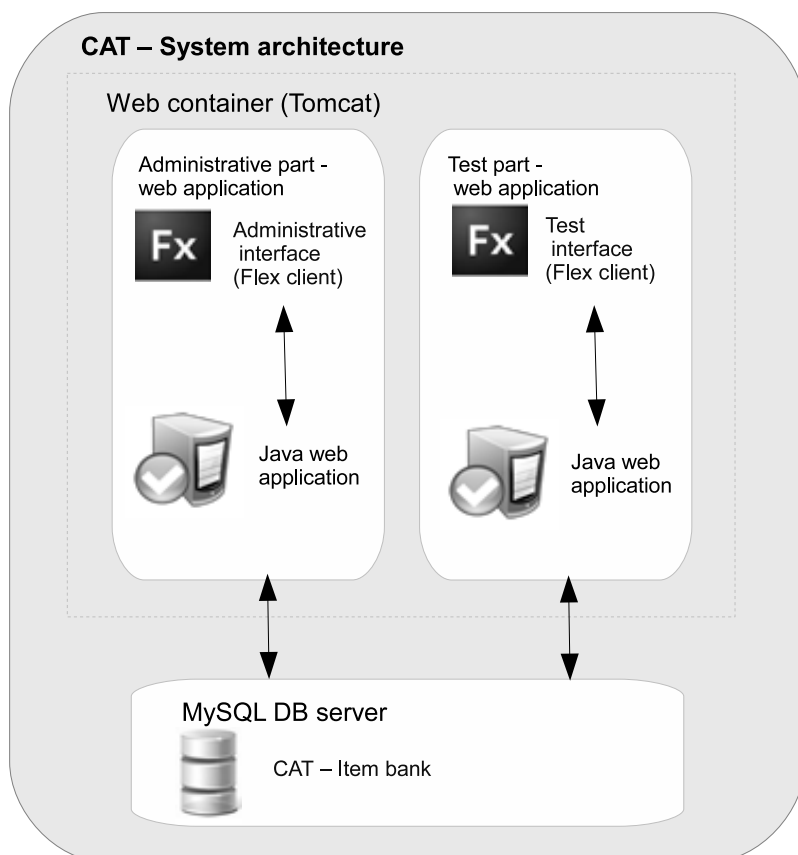 CAT – System architecture
Web container (Tomcat)
Administrative part -
web application
Fx
Administrative
interface
(Flex client)
Java web
application
Test part -
web application
Fx
Test
interface
(Flex client)
Java web
application
MySQL DB server
CAT – Item bank